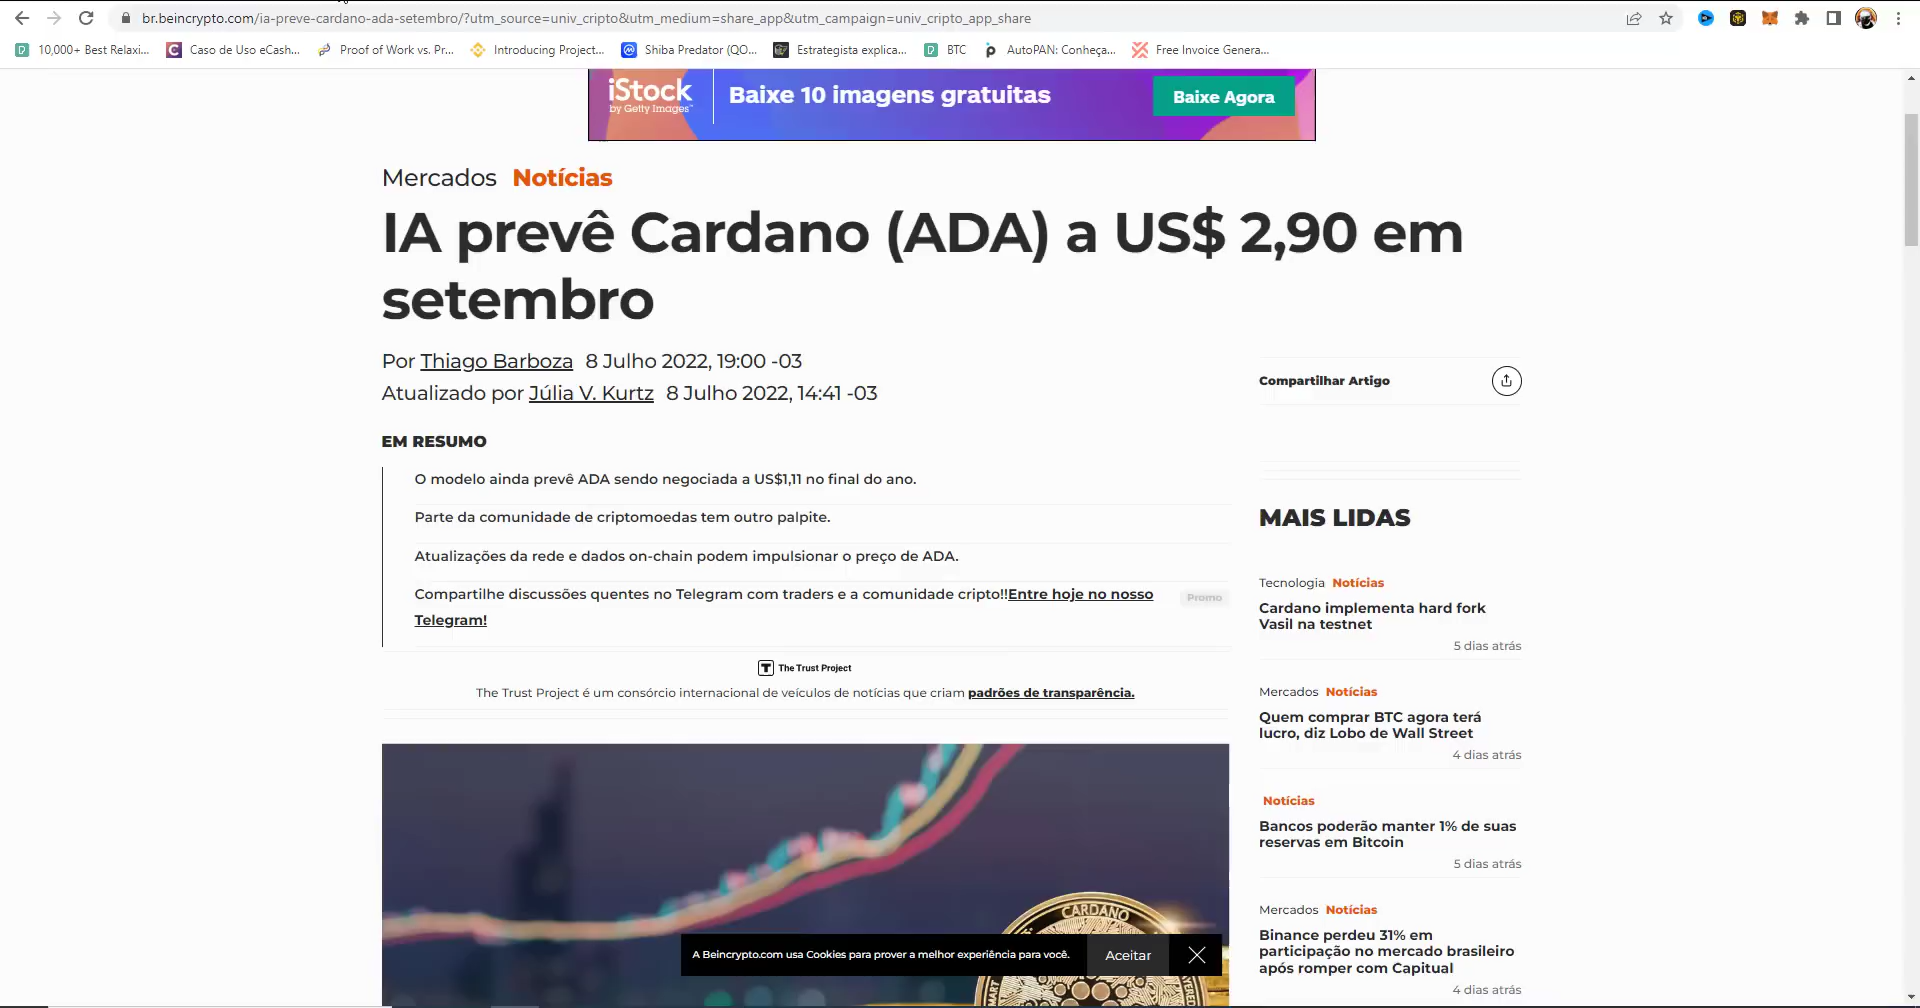 br.beincrypto.com/ia-preve-cardano-ada-setembro/?utm_source=univ_cripto&utm_medium=share_app&utm_campaign=univ_cripto_app_share
10,000+ Best Relaxi... Caso de Uso eCash... Proof of Work vs. Pr... Introducing Project... Shiba Predator (QO... Estrategista explica... BTC AutoPAN: Conheça... Free Invoice Genera...
iStock
by Getty Images™
Baixe 10 imagens gratuitas
Baixe Agora
Mercados Notícias
IA prevê Cardano (ADA) a US$ 2,90 em
setembro
Por Thiago Barboza 8 Julho 2022, 19:00 -03
Atualizado por Júlia V. Kurtz 8 Julho 2022, 14:41 -03
EM RESUMO
O modelo ainda prevê ADA sendo negociada a US$1,11 no final do ano.
Parte da comunidade de criptomoedas tem outro palpite.
Atualizações da rede e dados on-chain podem impulsionar o preço de ADA.
Compartilhe discussões quentes no Telegram com traders e a comunidade cripto!!Entre hoje no nosso
Telegram!
Promo
The Trust Project
The Trust Project é um consórcio internacional de veículos de notícias que criam padrões de transparência.
CARDANO
A Beincrypto.com usa Cookies para prover a melhor experiência para você.
Aceitar
Compartilhar Artigo
MAIS LIDAS
Tecnologia Notícias
Cardano implementa hard fork
Vasil na testnet
5 dias atrás
Mercados Notícias
Quem comprar BTC agora terá
lucro, diz Lobo de Wall Street
4 dias atrás
Notícias
Bancos poderão manter 1% de suas
reservas em Bitcoin
5 dias atrás
Mercados Notícias
Binance perdeu 31% em
participação no mercado brasileiro
após romper com Capitual
4 dias atrás